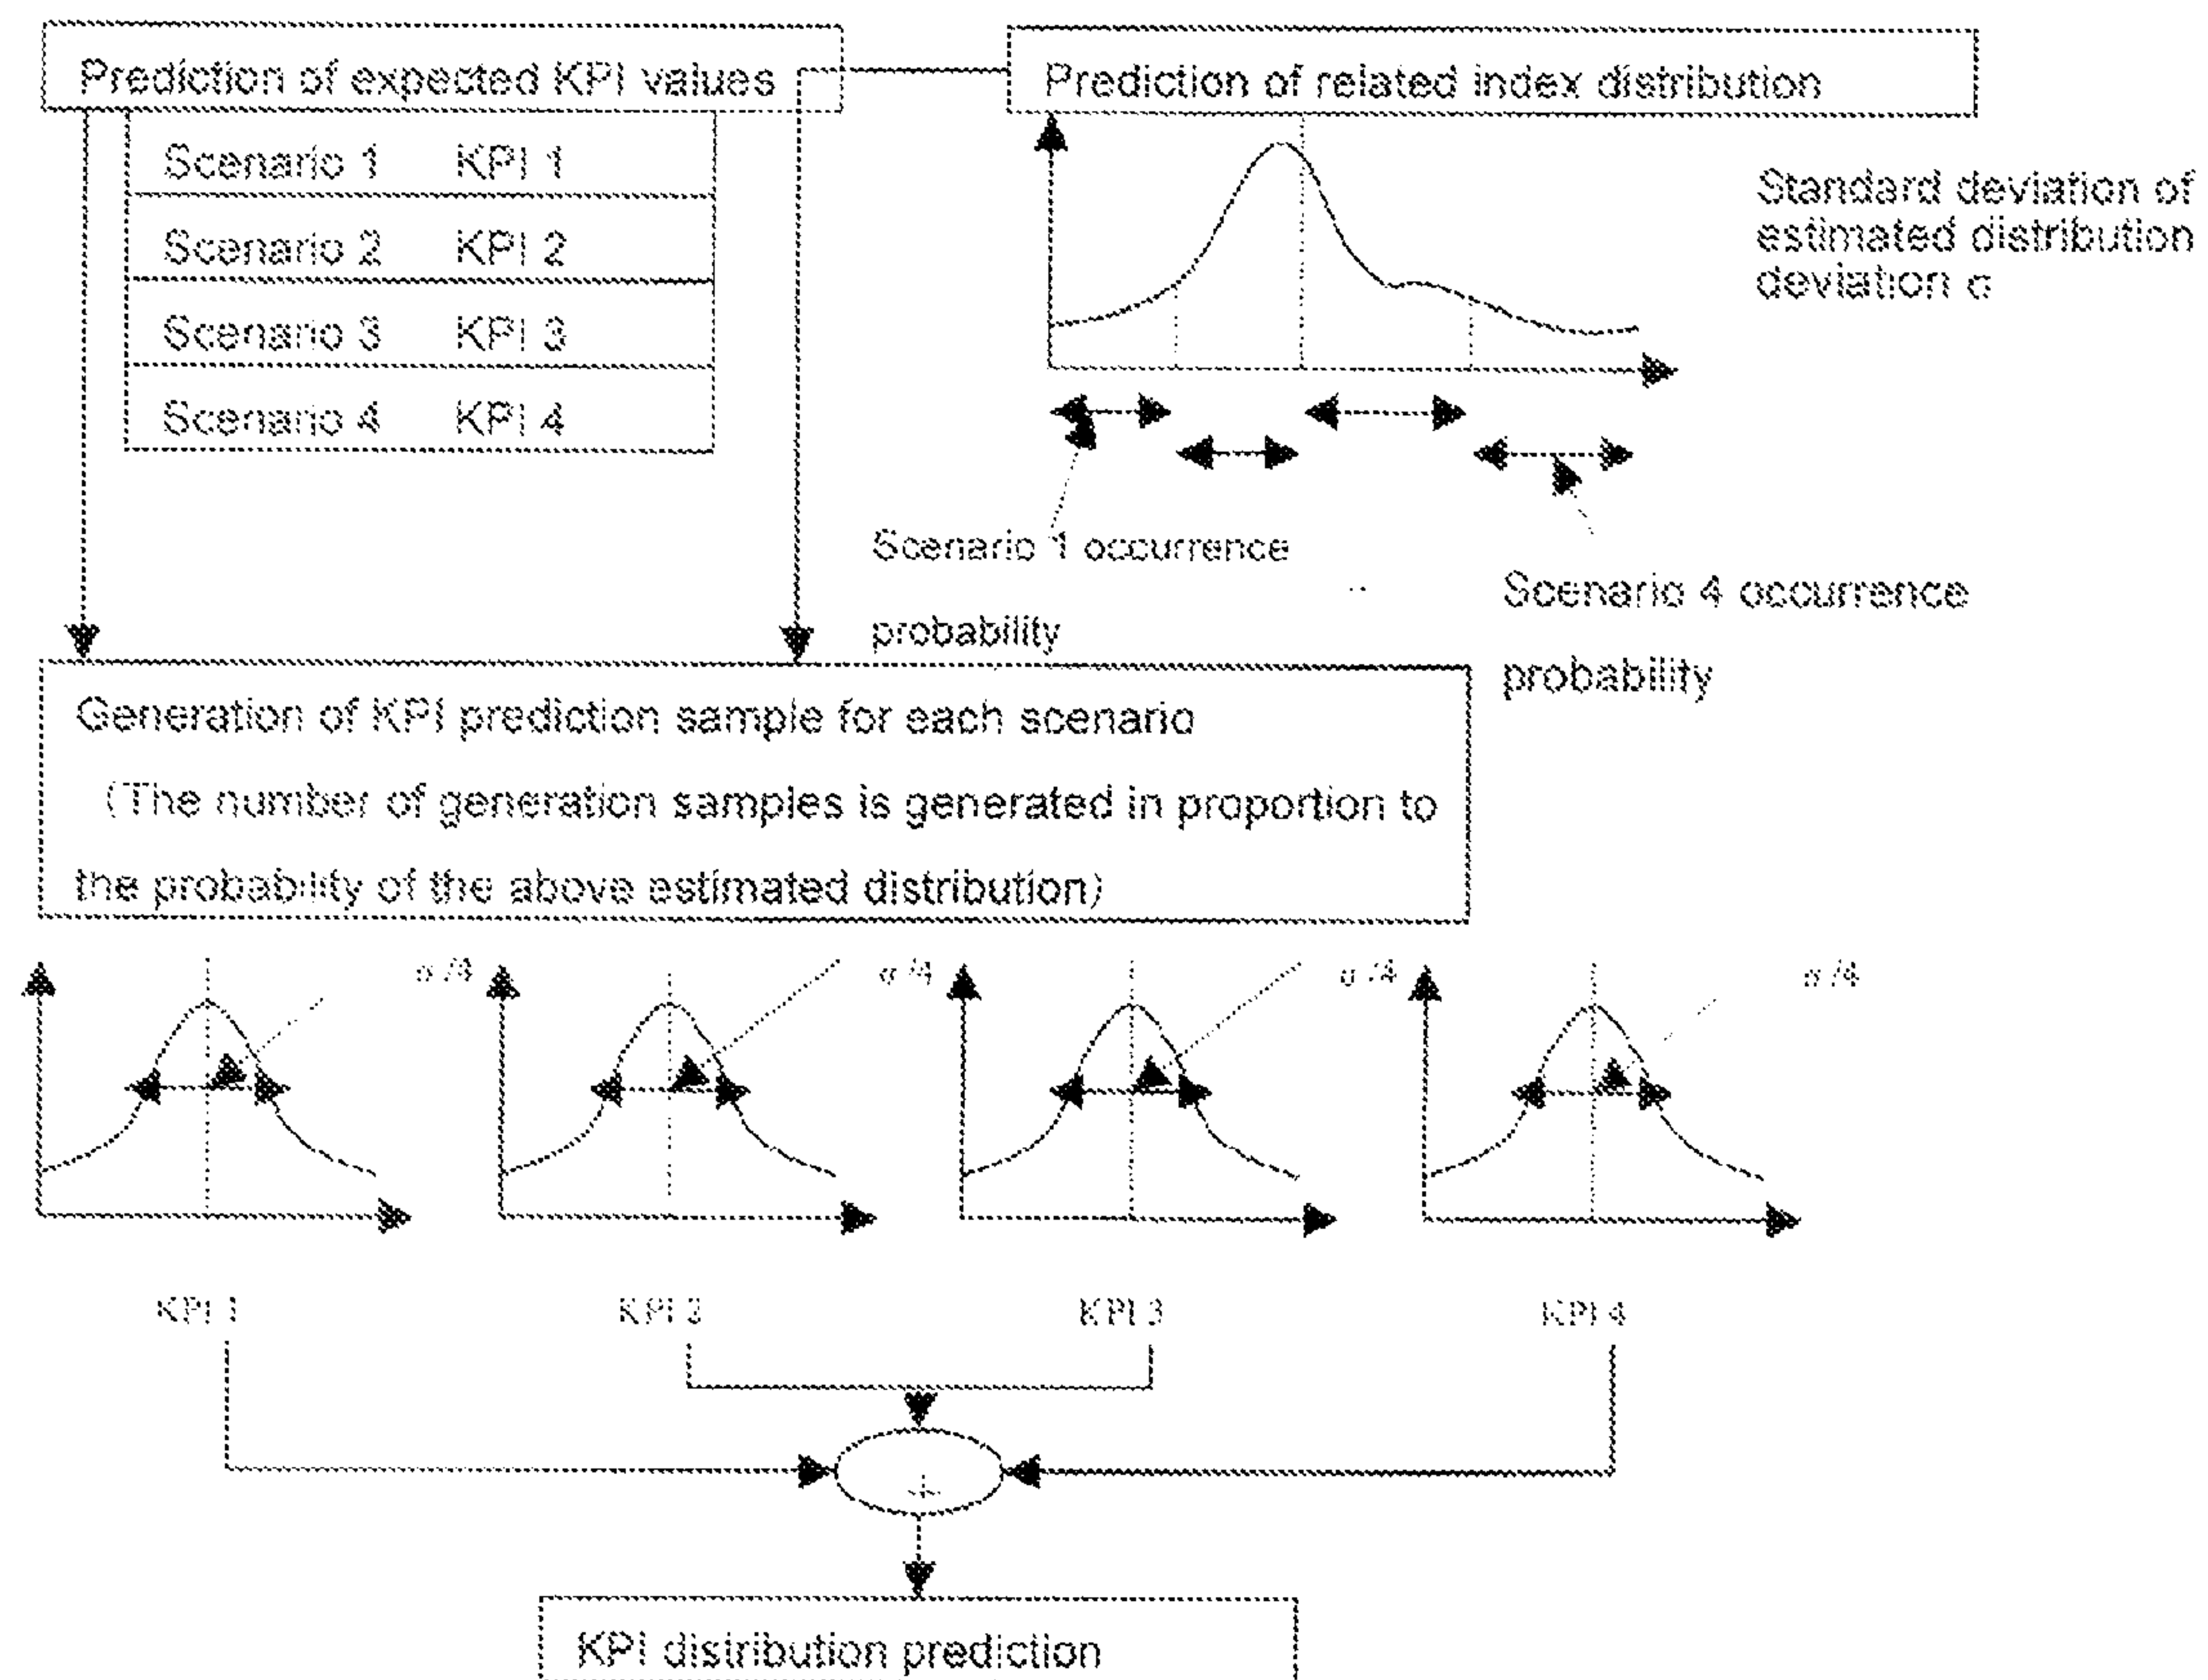 Prediction of expected KPI values
Prediction of related index distribution
Scenario 1 KPI 1
Scenario 2 KPI 2
Scenario 3 KPI 3
Scenario 4 KPI 4
Standard deviation of
estimated distribution
deviation σ
Scenario 1 occurrence
probability
Scenario 4 occurrence
probability
Generation of KPI prediction sample for each scenario
(The number of generation samples is generated in proportion to
the probability of the above estimated distribution)
σ/4
σ/4
σ/4
σ/4
KPI 1
KPI 2
KPI 3
KPI 4
+
KPI distribution prediction